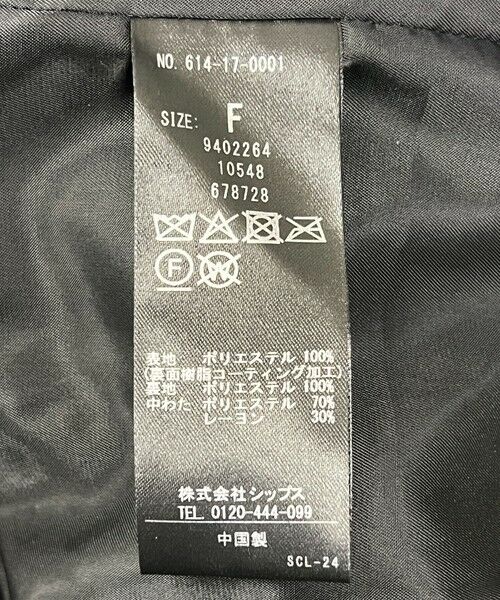 NO. 614-17-0001
SIZE: F
9402264
10548
678728
F W
表地 ポリエステル 100%
(裏面樹脂コーティング加工)
裏地 ポリエステル 100%
中わた ポリエステル 70%
レーヨン 30%
株式会社シップス
TEL 0120-444-099
中国製
SCL-24